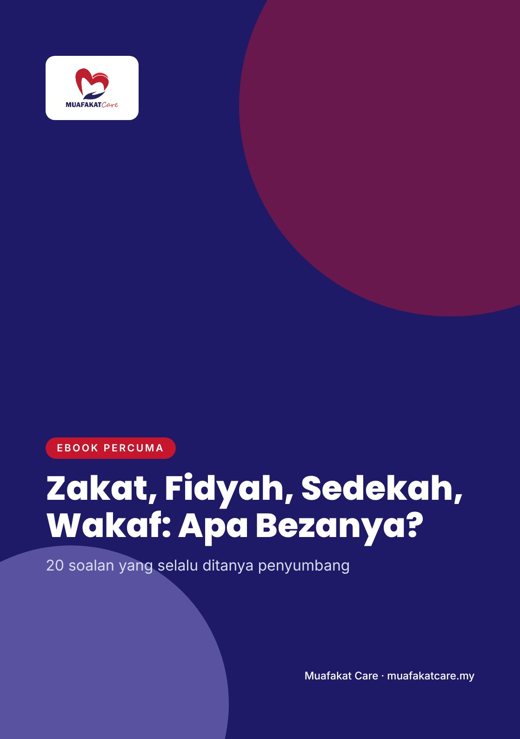 MUAFAKATCare
EBOOK PERCUMA
Zakat, Fidyah, Sedekah,
Wakaf: Apa Bezanya?
20 soalan yang selalu ditanya penyumbang
Muafakat Care · muafakatcare.my